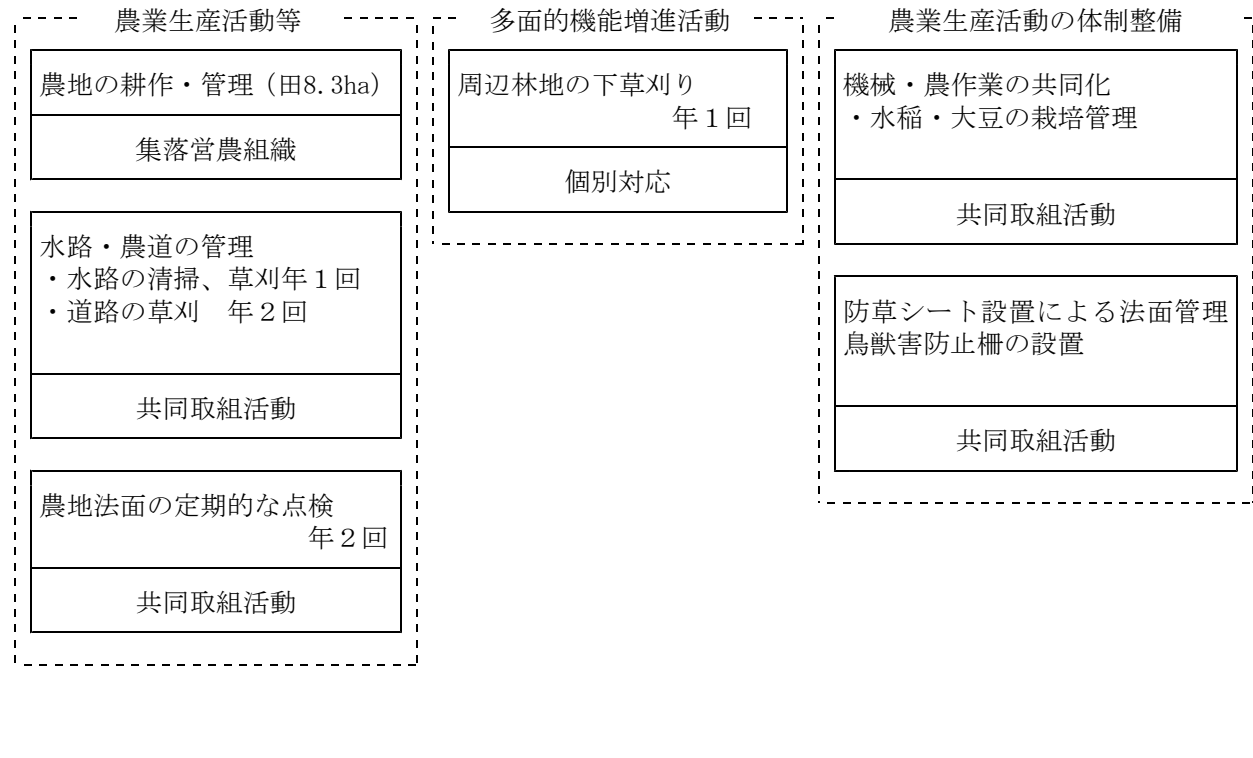 農業生産活動等
農地の耕作・管理（田8.3ha）
集落営農組織
水路・農道の管理
・水路の清掃、草刈年１回
・道路の草刈　年２回
共同取組活動
農地法面の定期的な点検
年２回
共同取組活動
多面的機能増進活動
周辺林地の下草刈り
年１回
個別対応
農業生産活動の体制整備
機械・農作業の共同化
・水稲・大豆の栽培管理
共同取組活動
防草シート設置による法面管理
鳥獣害防止柵の設置
共同取組活動